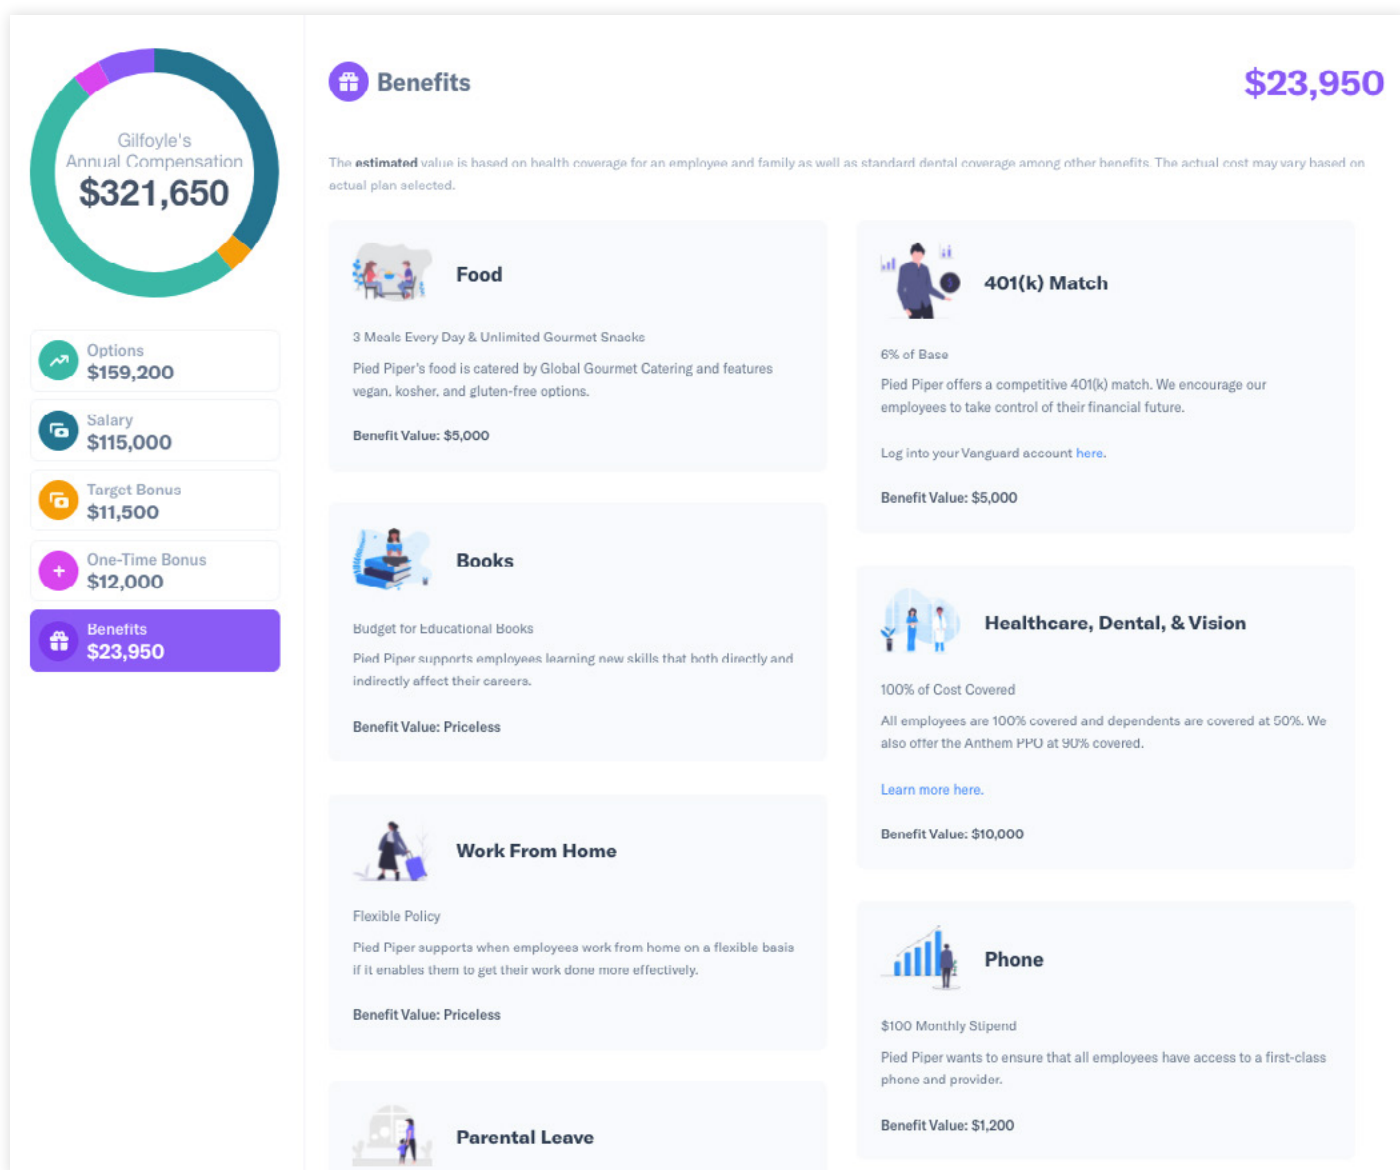 Gilfoyle's
Annual Compensation
$321,650
Options
$159,200
Salary
$115,000
Target Bonus
$11,500
One-Time Bonus
$12,000
Benefits
$23,950
Benefits
$23,950
The estimated value is based on health coverage for an employee and family as well as standard dental coverage among other benefits. The actual cost may vary based on
actual plan selected.
Food
3 Meals Every Day & Unlimited Gourmet Snacks
Pied Piper's food is catered by Global Gourmet Catering and features
vegan, kosher, and gluten-free options.
Benefit Value: $5,000
Books
Budget for Educational Books
Pied Piper supports employees learning new skills that both directly and
indirectly affect their careers.
Benefit Value: Priceless
Work From Home
Flexible Policy
Pied Piper supports when employees work from home on a flexible basis
if it enables them to get their work done more effectively.
Benefit Value: Priceless
Parental Leave
401(k) Match
6% of Base
Pied Piper offers a competitive 401(k) match. We encourage our
employees to take control of their financial future.
Log into your Vanguard account here.
Benefit Value: $5,000
Healthcare, Dental, & Vision
100% of Cost Covered
All employees are 100% covered and dependents are covered at 50%. We
also offer the Anthem PPO at 90% covered.
Learn more here.
Benefit Value: $10,000
Phone
$100 Monthly Stipend
Pied Piper wants to ensure that all employees have access to a first-class
phone and provider.
Benefit Value: $1,200